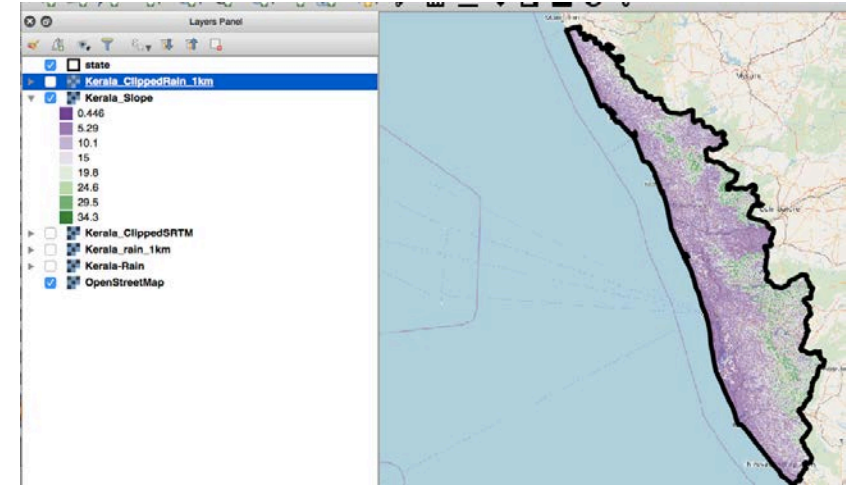 Layers Panel
state
Kerala_ClippedRain_1km
Kerala_Slope
0.446
5.29
10.1
15
19.8
24.6
29.5
34.3
Kerala_ClippedSRTM
Kerala_rain_1km
Kerala-Rain
OpenStreetMap